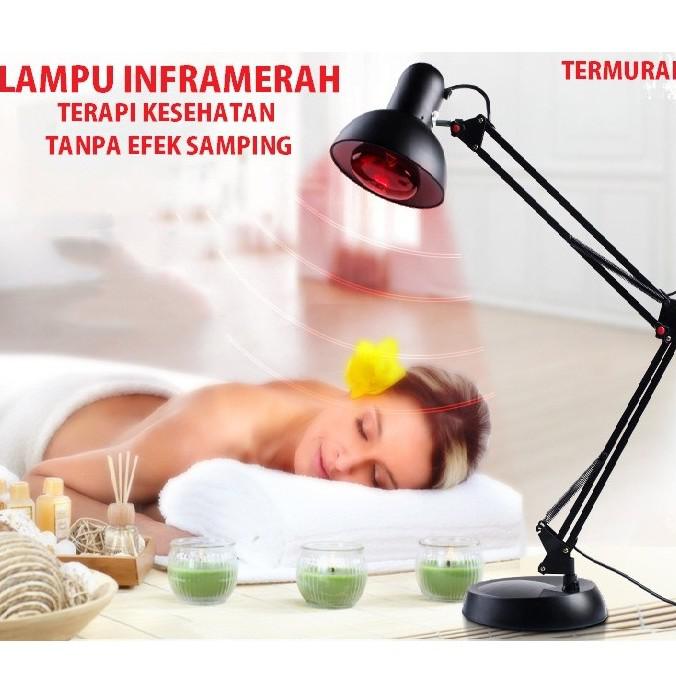 LAMPU INFRAMERAH
TERMURAH
TERAPI KESEHATAN
TANPA EFEK SAMPING